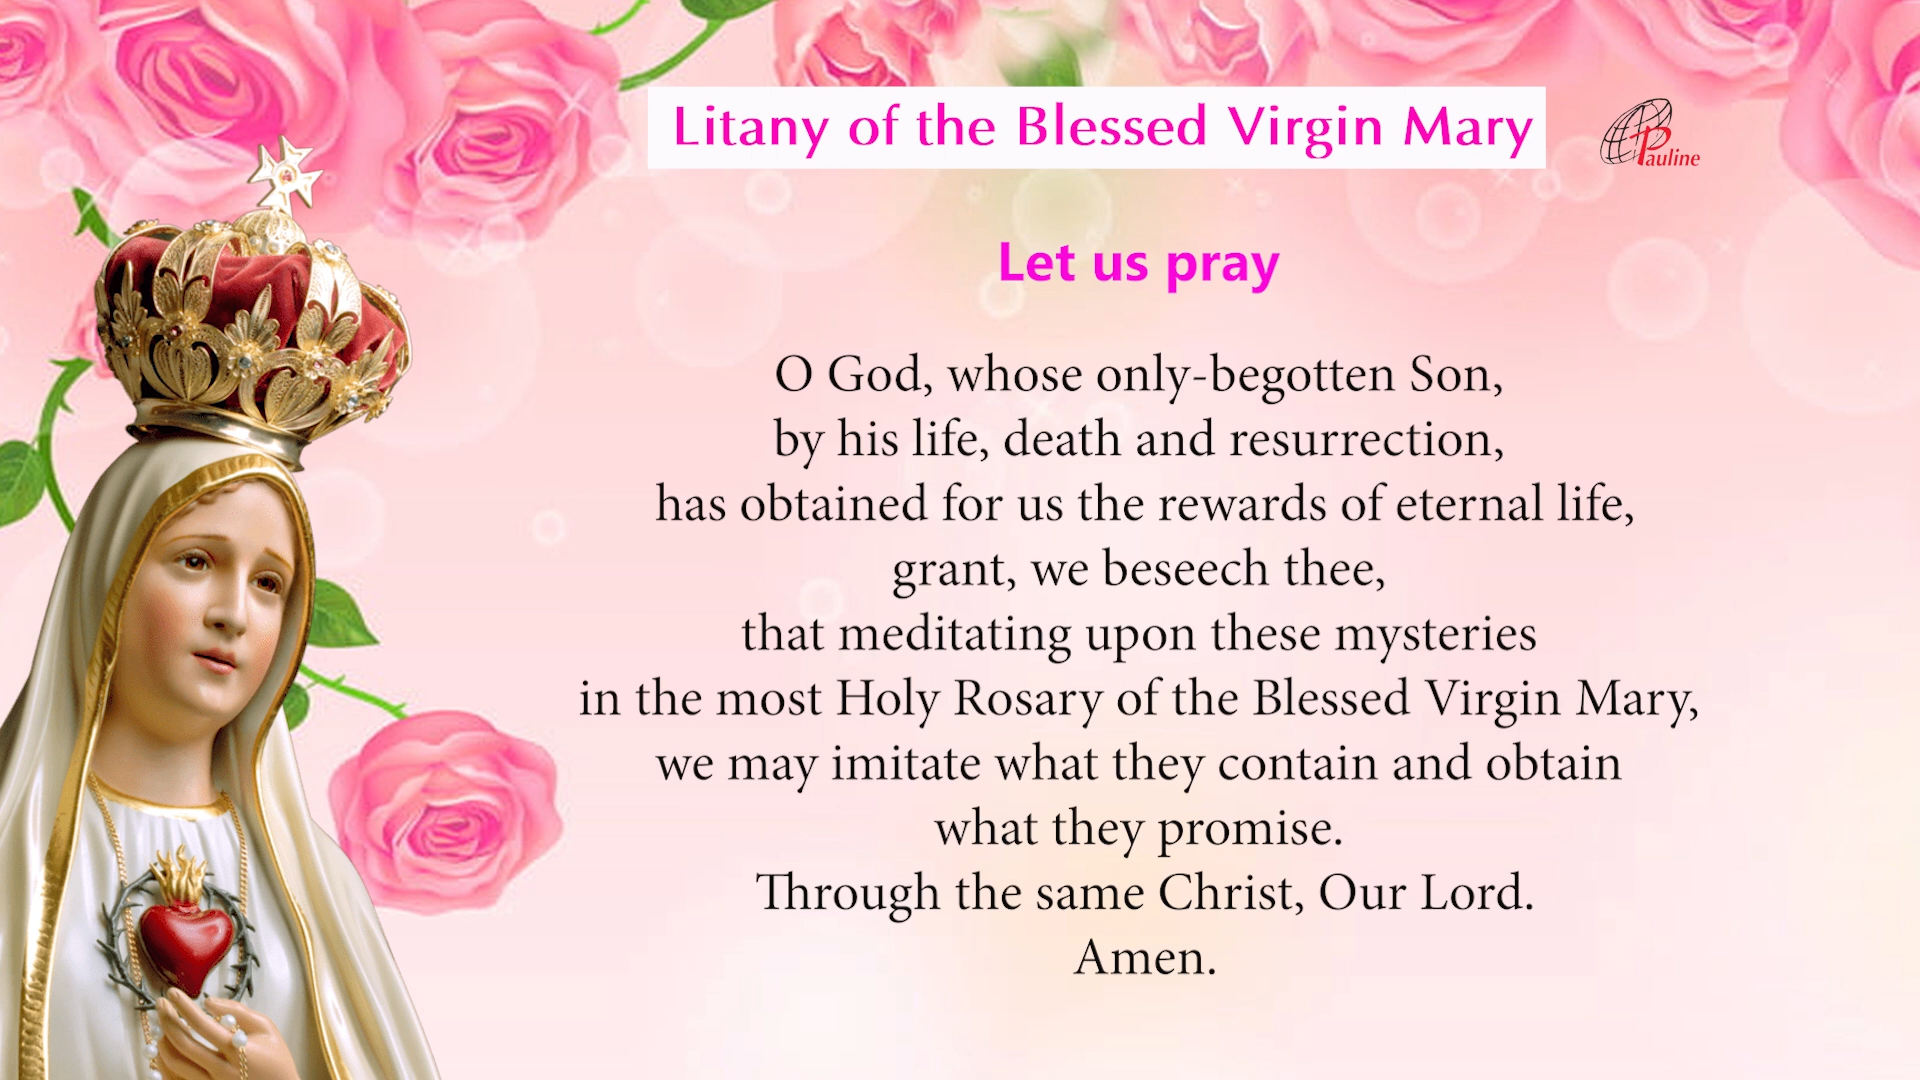 Litany of the Blessed Virgin Mary
Pauline
Let us pray
O God, whose only-begotten Son,
by his life, death and resurrection,
has obtained for us the rewards of eternal life,
grant, we beseech thee,
that meditating upon these mysteries
in the most Holy Rosary of the Blessed Virgin Mary,
we may imitate what they contain and obtain
what they promise.
Through the same Christ, Our Lord.
Amen.